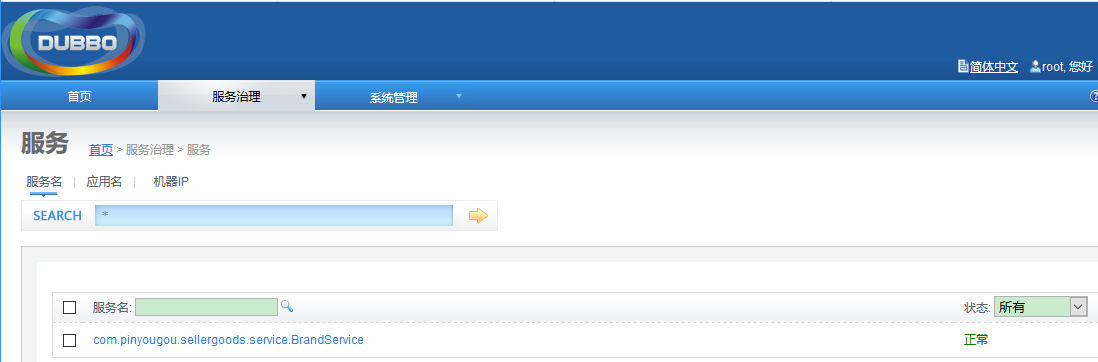 DUBBO
简体中文 root, 您好
首页 服务治理 系统管理
服务 首页 > 服务治理 > 服务
服务名 | 应用名 | 机器IP
SEARCH *
服务名: 状态: 所有
com.pinyougou.sellergoods.service.BrandService 正常